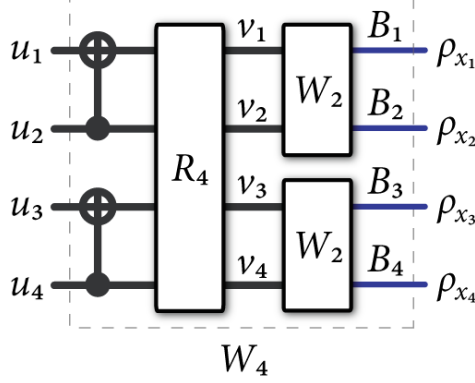 u₁ v₁ B₁ ρₓ₁
W₂
u₂ v₂ B₂ ρₓ₂
R₄
u₃ v₃ B₃ ρₓ₃
W₂
u₄ v₄ B₄ ρₓ₄
W₄